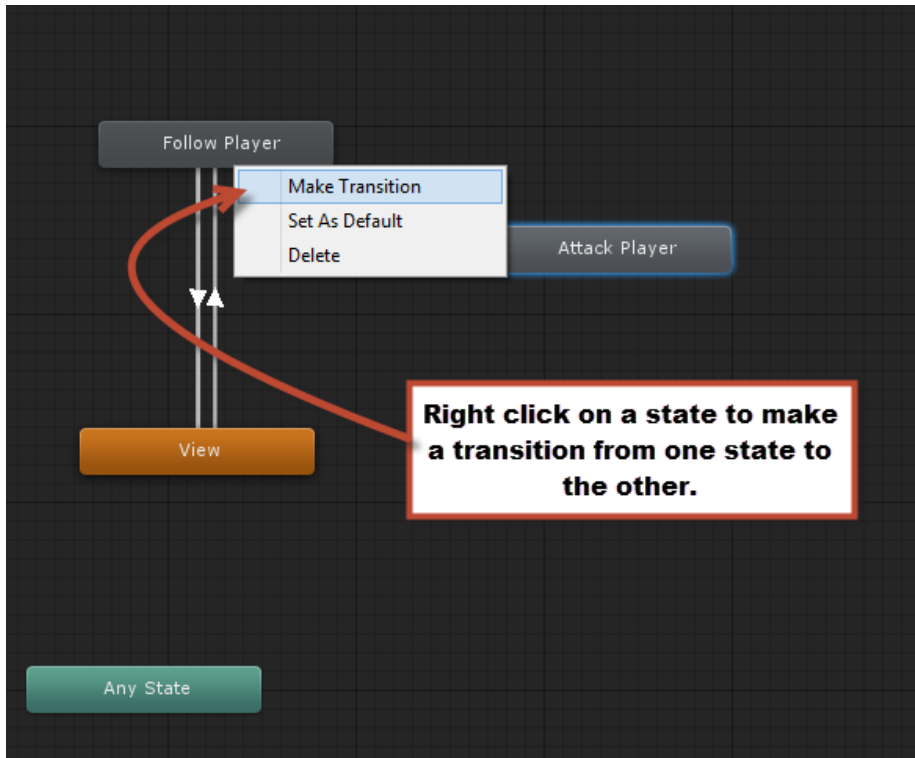 Follow Player
Make Transition
Set As Default
Delete
Attack Player
Right click on a state to make
a transition from one state to
the other.
View
Any State